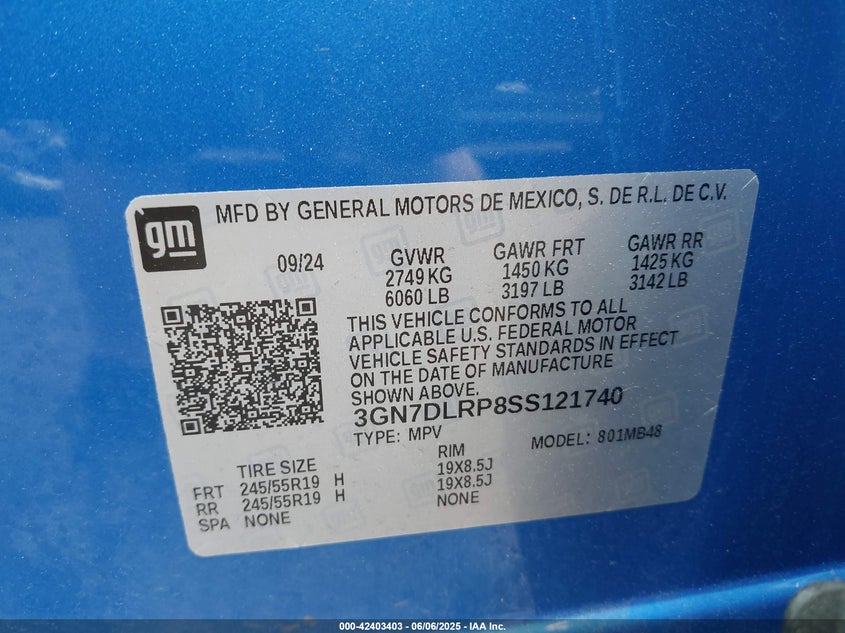 gm
MFD BY GENERAL MOTORS DE MEXICO, S. DE R.L. DE C.V.
09/24
GVWR GAWR FRT GAWR RR
2749 KG 1450 KG 1425 KG
6060 LB 3197 LB 3142 LB
THIS VEHICLE CONFORMS TO ALL
APPLICABLE U.S. FEDERAL MOTOR
VEHICLE SAFETY STANDARDS IN EFFECT
ON THE DATE OF MANUFACTURE
SHOWN ABOVE.
3GN7DLRP8SS121740
TYPE: MPV MODEL: 801MB48
TIRE SIZE RIM
FRT 245/55R19 H 19X8.5J
RR 245/55R19 H 19X8.5J
SPA NONE NONE
000-42403403 - 06/06/2025 - IAA Inc.